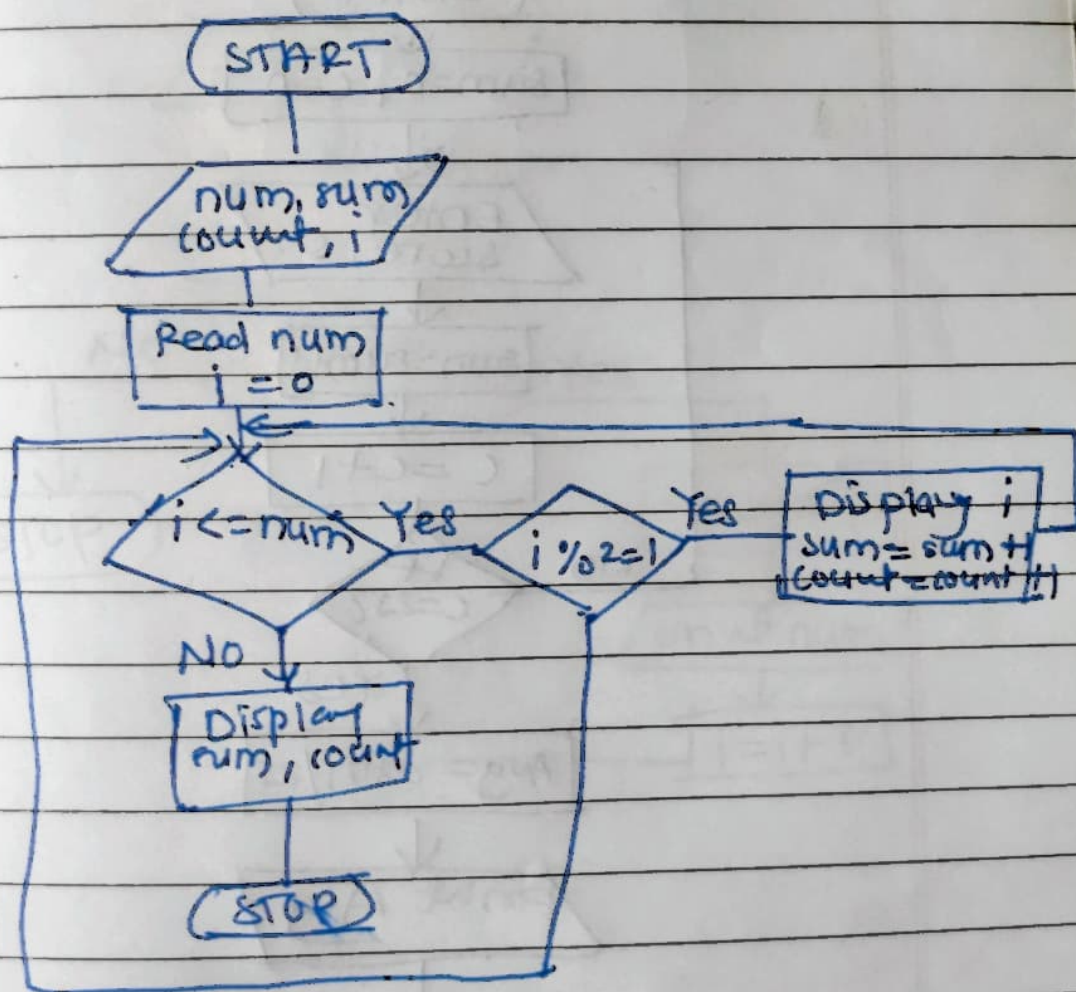 START
num, sum
count, i
Read num
i = 0
i <= num
Yes
i % 2 = 1
Yes
Display i
sum = sum + i
count = count + 1
NO
Display
sum, count
STOP